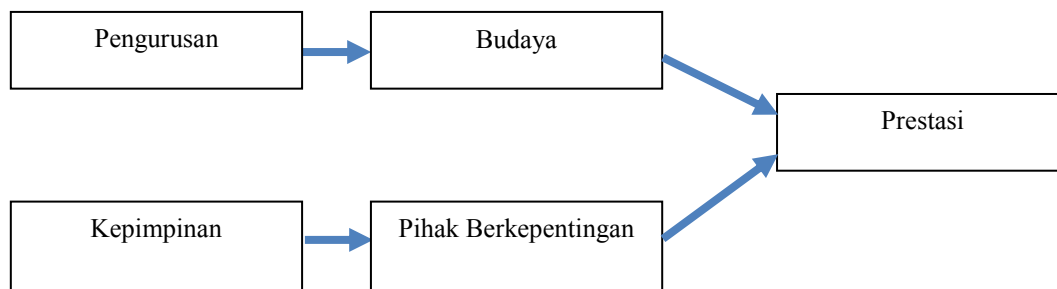 Pengurusan
Budaya
Prestasi
Kepimpinan
Pihak Berkepentingan